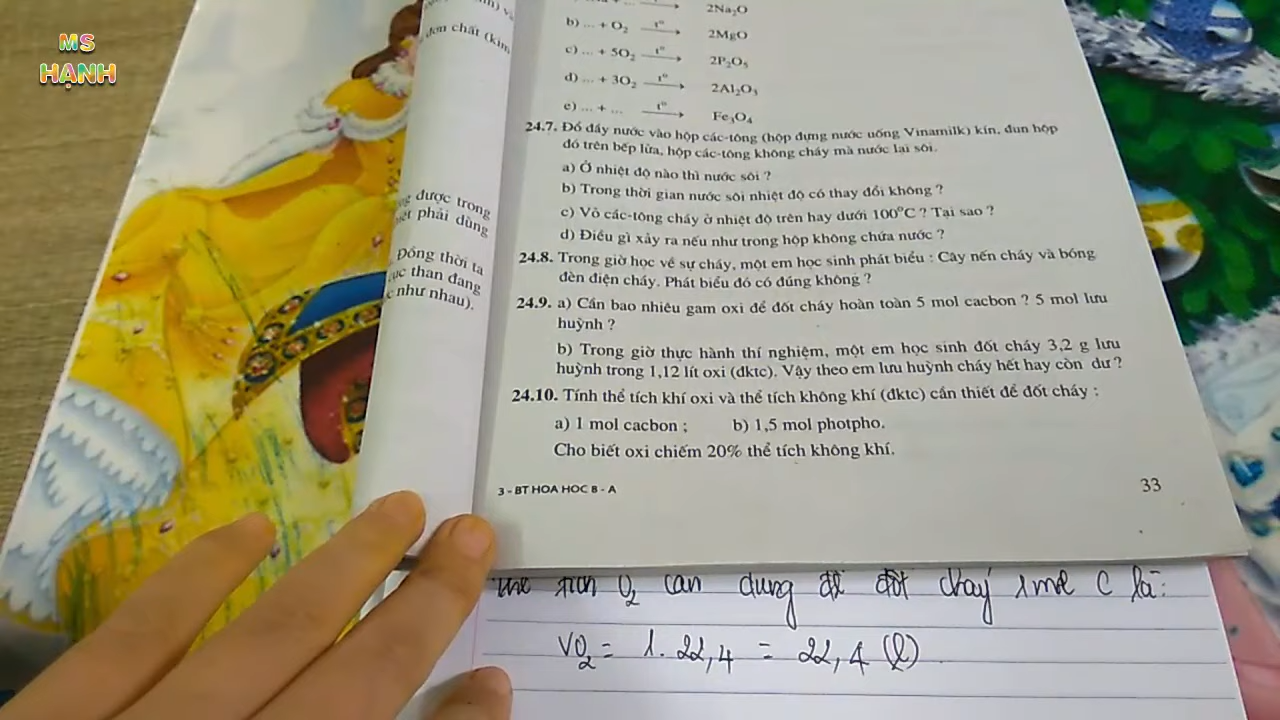 MS
HẠNH
đơn chất (kim
được trong
phải dùng
Đồng thời ta
than đang
như nhau).
2Na₂O
b) ... + O₂ t° → 2MgO
c) ... + 5O₂ t° → 2P₂O₅
d) ... + 3O₂ t° → 2Al₂O₃
e) ... + ... t° → Fe₃O₄
24.7. Đổ đầy nước vào hộp các-tông (hộp đựng nước uống Vinamilk) kín, đun hộp
đó trên bếp lửa, hộp các-tông không cháy mà nước lại sôi.
a) Ở nhiệt độ nào thì nước sôi ?
b) Trong thời gian nước sôi nhiệt độ có thay đổi không ?
c) Vỏ các-tông cháy ở nhiệt độ trên hay dưới 100°C ? Tại sao ?
d) Điều gì xảy ra nếu như trong hộp không chứa nước ?
24.8. Trong giờ học về sự cháy, một em học sinh phát biểu : Cây nến cháy và bóng
đèn điện cháy. Phát biểu đó có đúng không ?
24.9. a) Cần bao nhiêu gam oxi để đốt cháy hoàn toàn 5 mol cacbon ? 5 mol lưu
huỳnh ?
b) Trong giờ thực hành thí nghiệm, một em học sinh đốt cháy 3,2 g lưu
huỳnh trong 1,12 lít oxi (đktc). Vậy theo em lưu huỳnh cháy hết hay còn dư ?
24.10. Tính thể tích khí oxi và thể tích không khí (đktc) cần thiết để đốt cháy :
a) 1 mol cacbon ; b) 1,5 mol photpho.
Cho biết oxi chiếm 20% thể tích không khí.
3 - BT HOA HOC 8 - A
33
tích O₂ cần dùng để đốt cháy 1 mol C là:
VO₂ = 1. 22,4 = 22,4 (l)